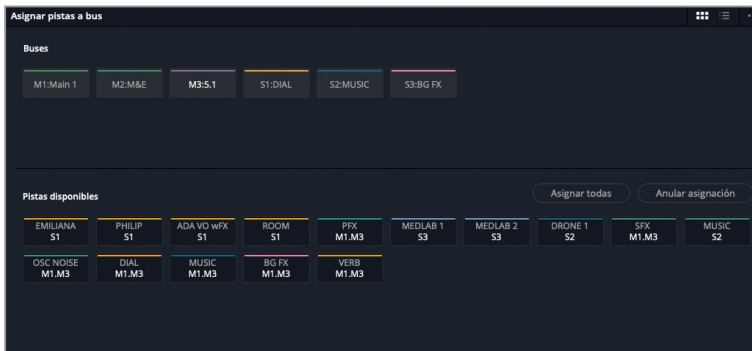 Asignar pistas a bus
Buses
M1:Main 1 M2:M&E M3:5.1 S1:DIAL S2:MUSIC S3:BG FX
Pistas disponibles Asignar todas Anular asignación
EMILIANA PHILIP ADA VO wFX ROOM PFX MEDLAB 1 MEDLAB 2 DRONE 1 SFX MUSIC
S1 S1 S1 S1 M1.M3 S3 S3 S2 M1.M3 S2
OSC NOISE DIAL MUSIC BG FX VERB
M1.M3 M1.M3 M1.M3 M1.M3 M1.M3